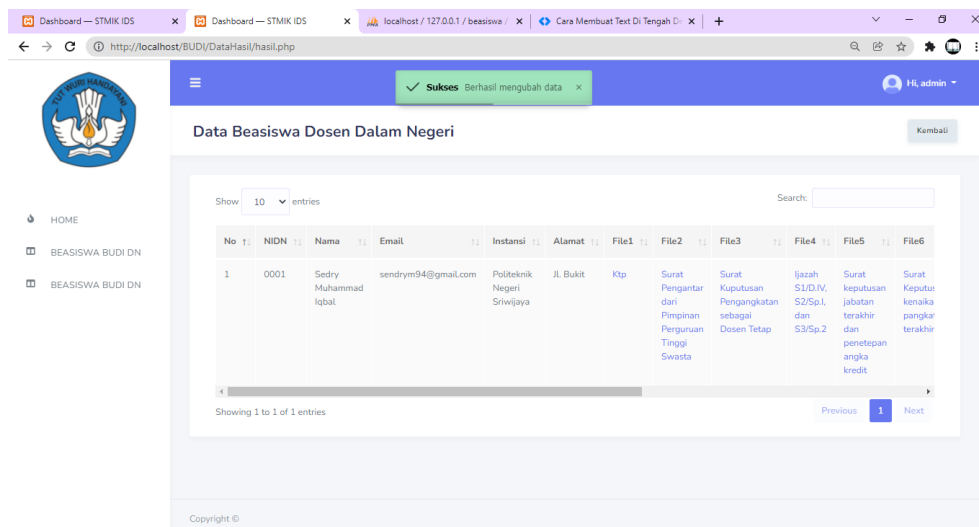 Dashboard — STMIK IDS
Dashboard — STMIK IDS
localhost / 127.0.0.1 / beasiswa /
Cara Membuat Text Di Tengah D
http://localhost/BUDI/DataHasil/hasil.php
TUT WURI HANDAYANI
Sukses Berhasil mengubah data ×
Hi, admin
Data Beasiswa Dosen Dalam Negeri
Kembali
HOME
BEASISWA BUDI DN
BEASISWA BUDI DN
Show 10 entries
Search:
No NIDN Nama Email Instansi Alamat File1 File2 File3 File4 File5 File6
1 0001 Sedry sendrym94@gmail.com Politeknik Jl. Bukit Ktp Surat Surat Ijazah Surat Surat
Muhammad Negeri Pengantar Kuputusan S1/D.IV, keputusan Keputus
Iqbal Sriwijaya dari Pengangkatan S2/Sp.I, jabatan kenaika
Pimpinan sebagai dan terakhir pangkat
Perguruan Dosen Tetap S3/Sp.2 dan terakhir
Tinggi penetepan
Swasta angka
kredit
Showing 1 to 1 of 1 entries
Previous 1 Next
Copyright ©